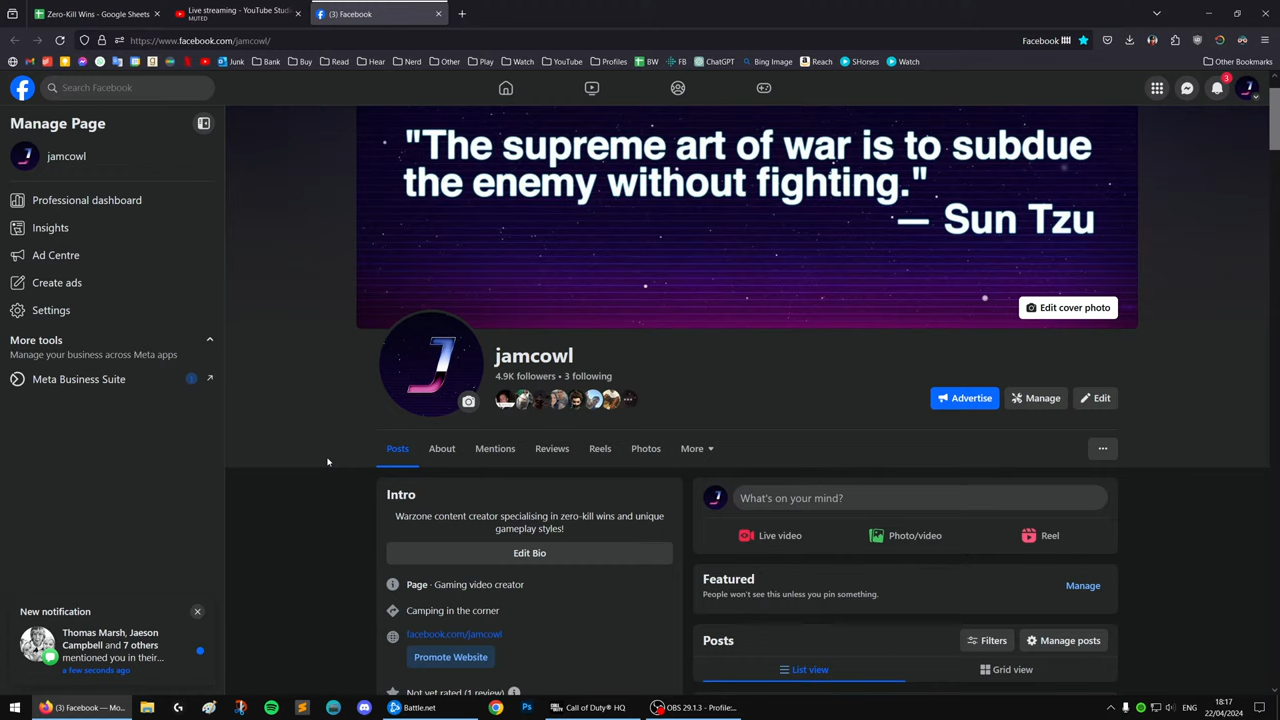 Zero-Kill Wins - Google Sheets
Live streaming - YouTube Stud
MUTED
(3) Facebook
https://www.facebook.com/jamcowl/
Facebook
Junk
Bank
Buy
Read
Hear
Nerd
Other
Play
Watch
YouTube
Profiles
BW
FB
ChatGPT
Bing Image
Reach
SHorses
Watch
Other Bookmarks
Search Facebook
3
Manage Page
jamcowl
Professional dashboard
Insights
Ad Centre
Create ads
Settings
More tools
Manage your business across Meta apps
Meta Business Suite
"The supreme art of war is to subdue
the enemy without fighting."
— Sun Tzu
Edit cover photo
J
jamcowl
4.9K followers • 3 following
Advertise
Manage
Edit
Posts
About
Mentions
Reviews
Reels
Photos
More
Intro
Warzone content creator specialising in zero-kill wins and unique
gameplay styles!
Edit Bio
Page · Gaming video creator
Camping in the corner
facebook.com/jamcowl
Promote Website
Not yet rated (1 review)
What's on your mind?
Live video
Photo/video
Reel
Featured
People won't see this unless you pin something.
Manage
Posts
Filters
Manage posts
List view
Grid view
New notification
Thomas Marsh, Jaeson
Campbell and 7 others
mentioned you in their...
a few seconds ago
(3) Facebook — Mo...
Battle.net
Call of Duty® HQ
OBS 29.1.3 - Profile:...
ENG
18:17
22/04/2024